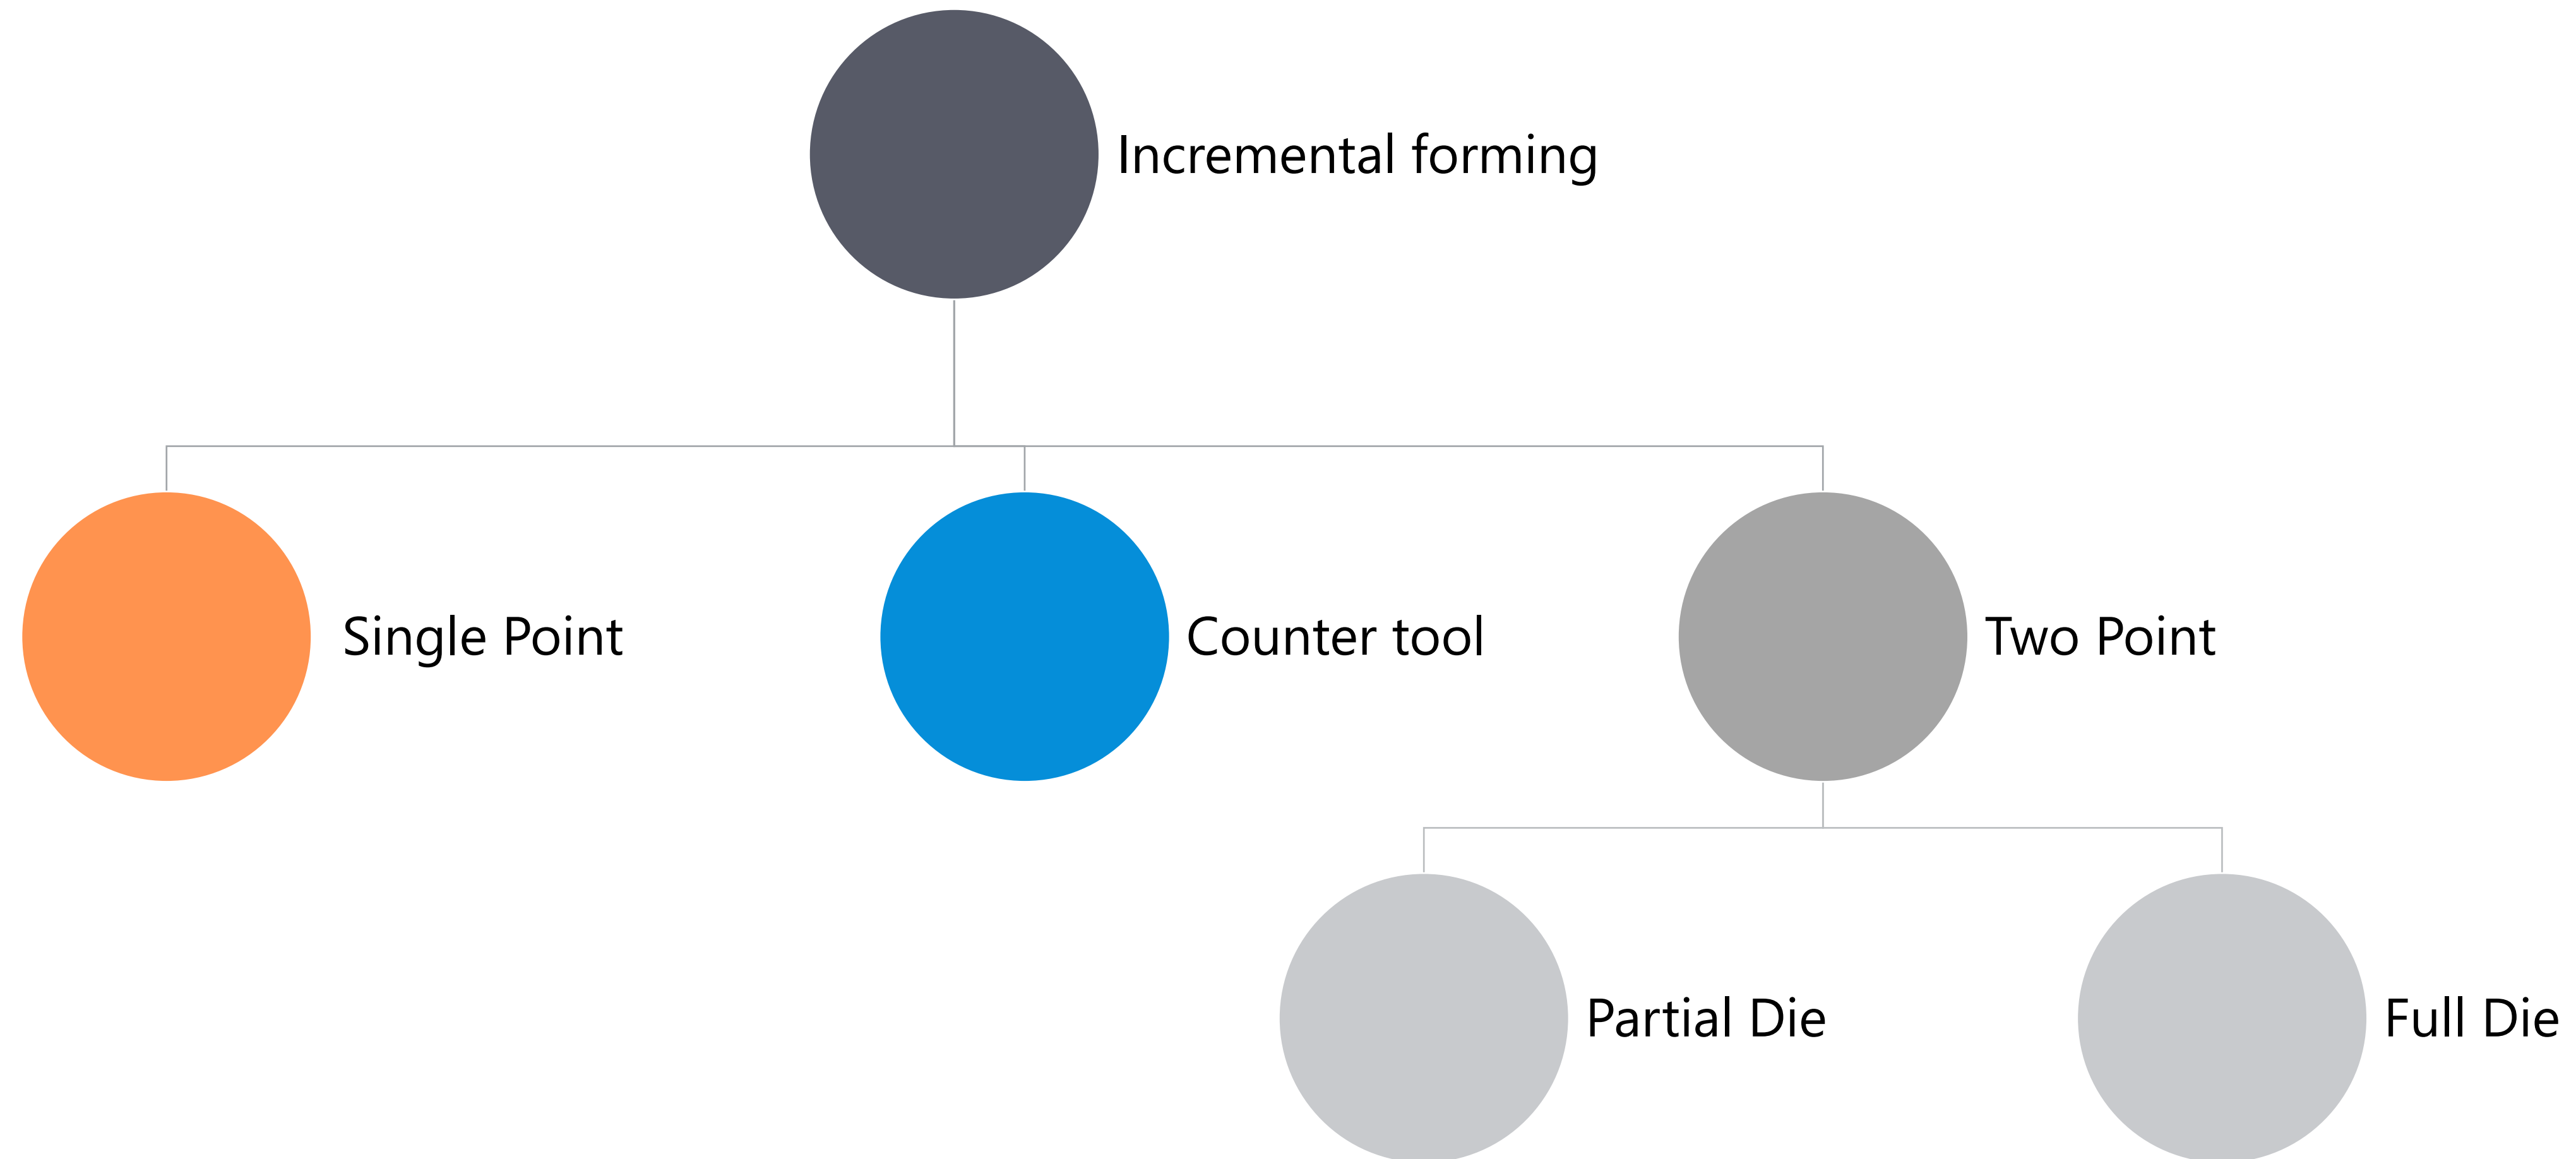 Incremental forming
Single Point
Counter tool
Two Point
Partial Die
Full Die